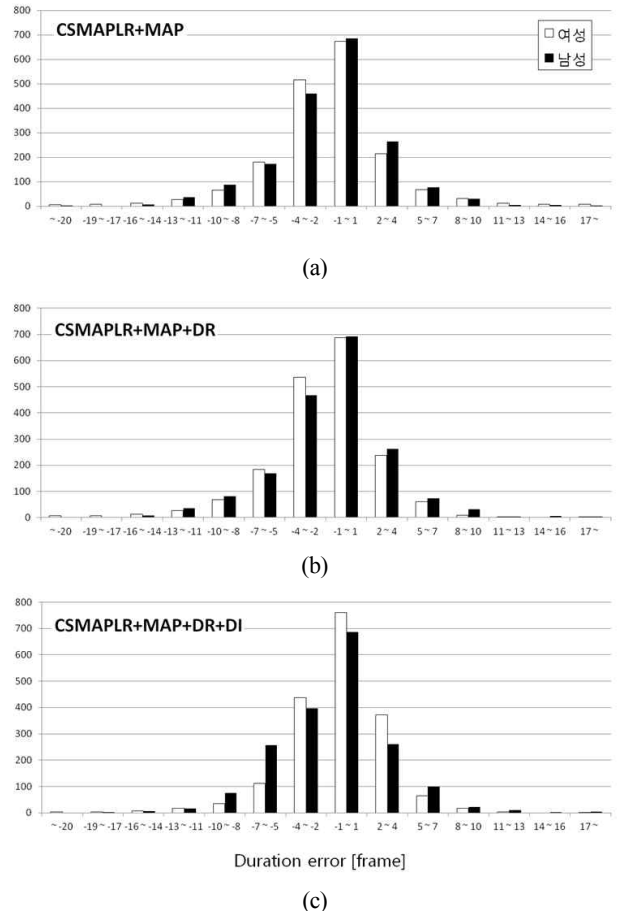 CSMAPLR+MAP
여성
남성
800
700
600
500
400
300
200
100
0
~ -20 -19 ~ -17 -16 ~ -14 -13 ~ -11 -10 ~ -8 -7 ~ -5 -4 ~ -2 -1 ~ 1 2 ~ 4 5 ~ 7 8 ~ 10 11 ~ 13 14 ~ 16 17 ~
(a)
CSMAPLR+MAP+DR
800
700
600
500
400
300
200
100
0
~ -20 -19 ~ -17 -16 ~ -14 -13 ~ -11 -10 ~ -8 -7 ~ -5 -4 ~ -2 -1 ~ 1 2 ~ 4 5 ~ 7 8 ~ 10 11 ~ 13 14 ~ 16 17 ~
(b)
CSMAPLR+MAP+DR+DI
800
700
600
500
400
300
200
100
0
~ -20 -19 ~ -17 -16 ~ -14 -13 ~ -11 -10 ~ -8 -7 ~ -5 -4 ~ -2 -1 ~ 1 2 ~ 4 5 ~ 7 8 ~ 10 11 ~ 13 14 ~ 16 17 ~
Duration error [frame]
(c)